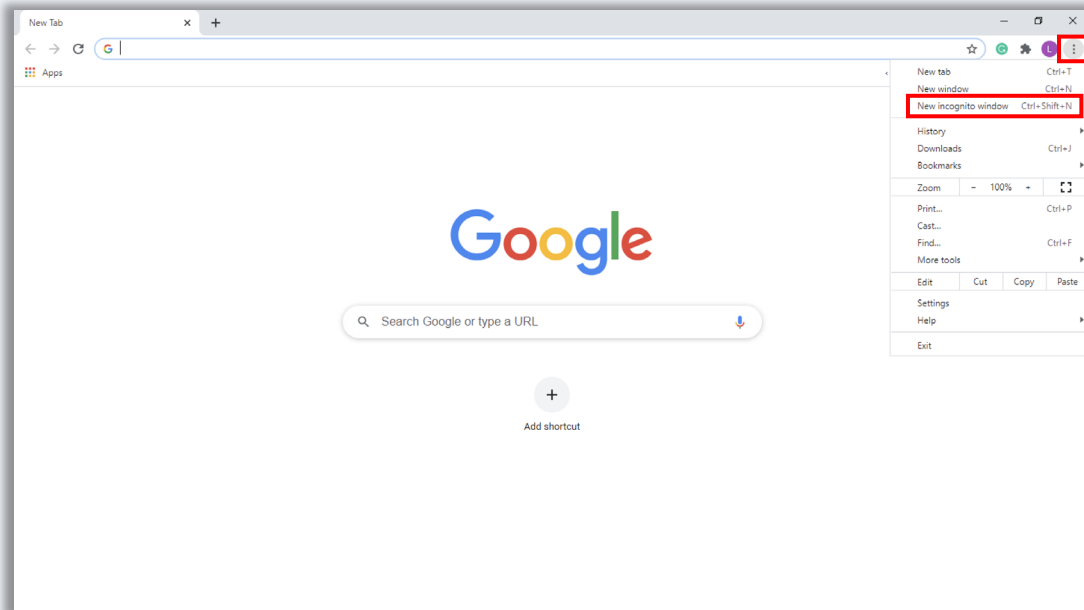 New Tab
Apps
New tab Ctrl+T
New window Ctrl+N
New incognito window Ctrl+Shift+N
History
Downloads Ctrl+J
Bookmarks
Zoom - 100% +
Print... Ctrl+P
Cast...
Find... Ctrl+F
More tools
Edit Cut Copy Paste
Settings
Help
Exit
Google
Search Google or type a URL
Add shortcut